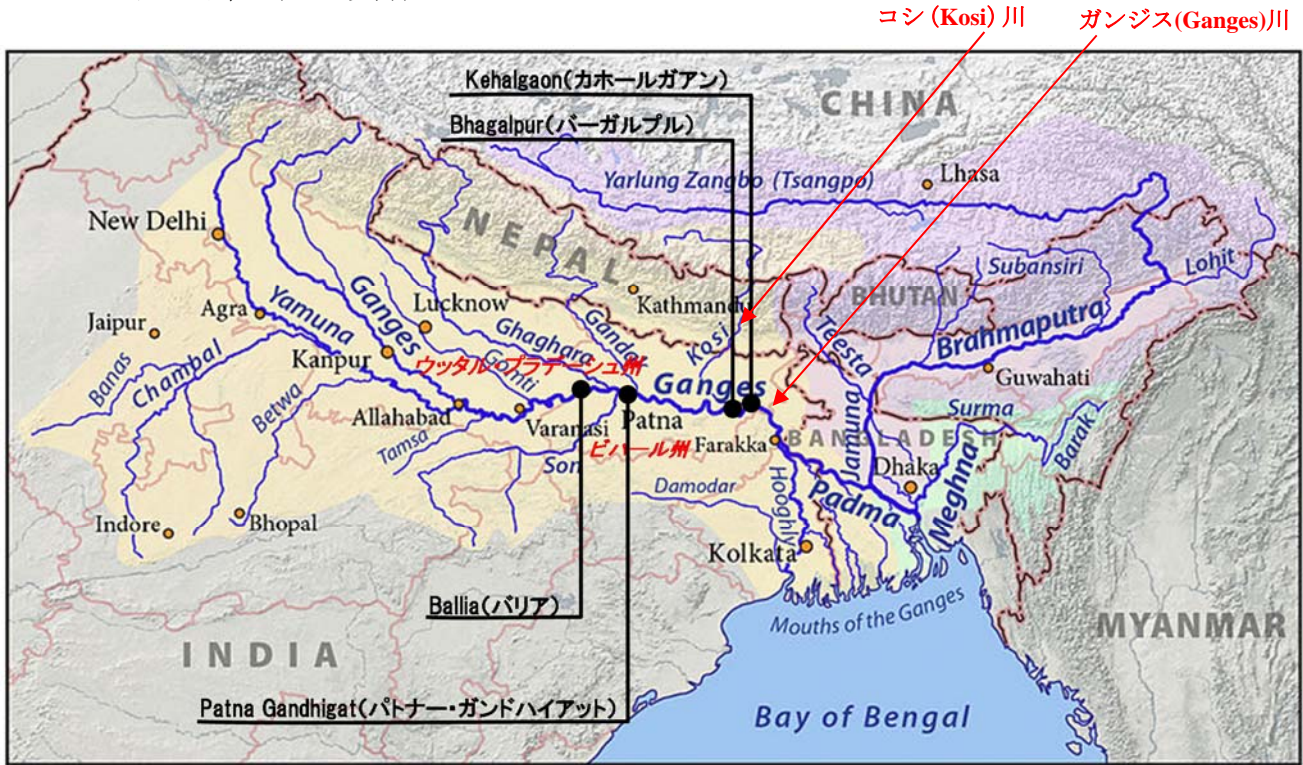 コシ(Kosi)川
ガンジス(Ganges)川
Kehalgaon(カホールガアン)
Bhagalpur(バーガルプル)
CHINA
Yarlung Zangbo (Tsangpo)
Lhasa
New Delhi
NEPAL
Kathmandu
BHUTAN
Subansiri
Lohit
Agra
Yamuna
Ganges
Lucknow
Ghaghara
Gandak
Kosi
Teesta
Brahmaputra
Jaipur
Banas
Chambal
Kanpur
Gomti
ウッタル・プラデーシュ州
Ganges
Guwahati
Betwa
Allahabad
Varanasi
Patna
Jamuna
Surma
Barak
Tamsa
Son
ビハール州
Farakka
BANGLADESH
Dhaka
Meghna
Damodar
Hooghly
Padma
Indore
Bhopal
Kolkata
Ballia(バリア)
Mouths of the Ganges
MYANMAR
INDIA
Patna Gandhigat(パトナー・ガンドハイアット)
Bay of Bengal